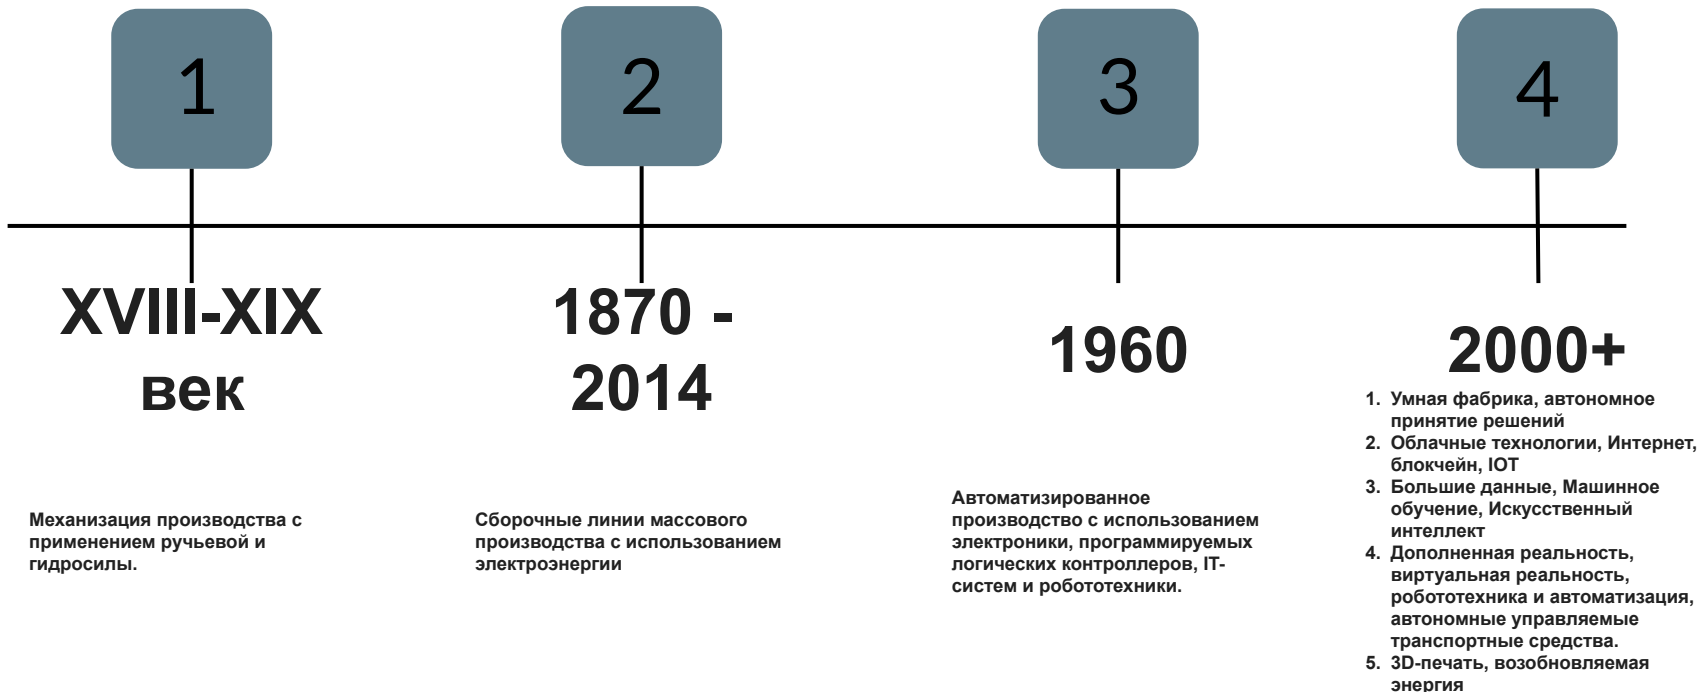 1
2
3
4
XVIII-XIX
век
Механизация производства с
применением ручьевой и
гидросилы.
1870 -
2014
Сборочные линии массового
производства с использованием
электроэнергии
1960
Автоматизированное
производство с использованием
электроники, программируемых
логических контроллеров, IT-
систем и робототехники.
2000+
1. Умная фабрика, автономное
принятие решений
2. Облачные технологии, Интернет,
блокчейн, IOT
3. Большие данные, Машинное
обучение, Искусственный
интеллект
4. Дополненная реальность,
виртуальная реальность,
робототехника и автоматизация,
автономные управляемые
транспортные средства.
5. 3D-печать, возобновляемая
энергия